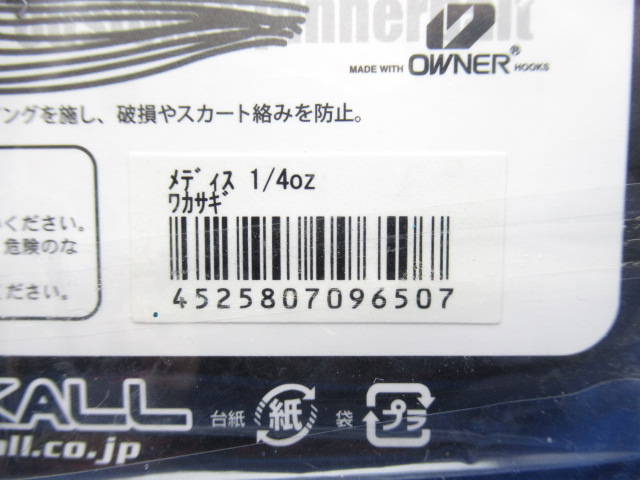 MADE WITH OWNER® HOOKS
ングを施し、破損やスカート絡みを防止。
メディス 1/4oz
ワカサギ
ください。
危険のな
ださい。
4525807096507
KALL
台紙 紙 袋 プラ
all.co.jp